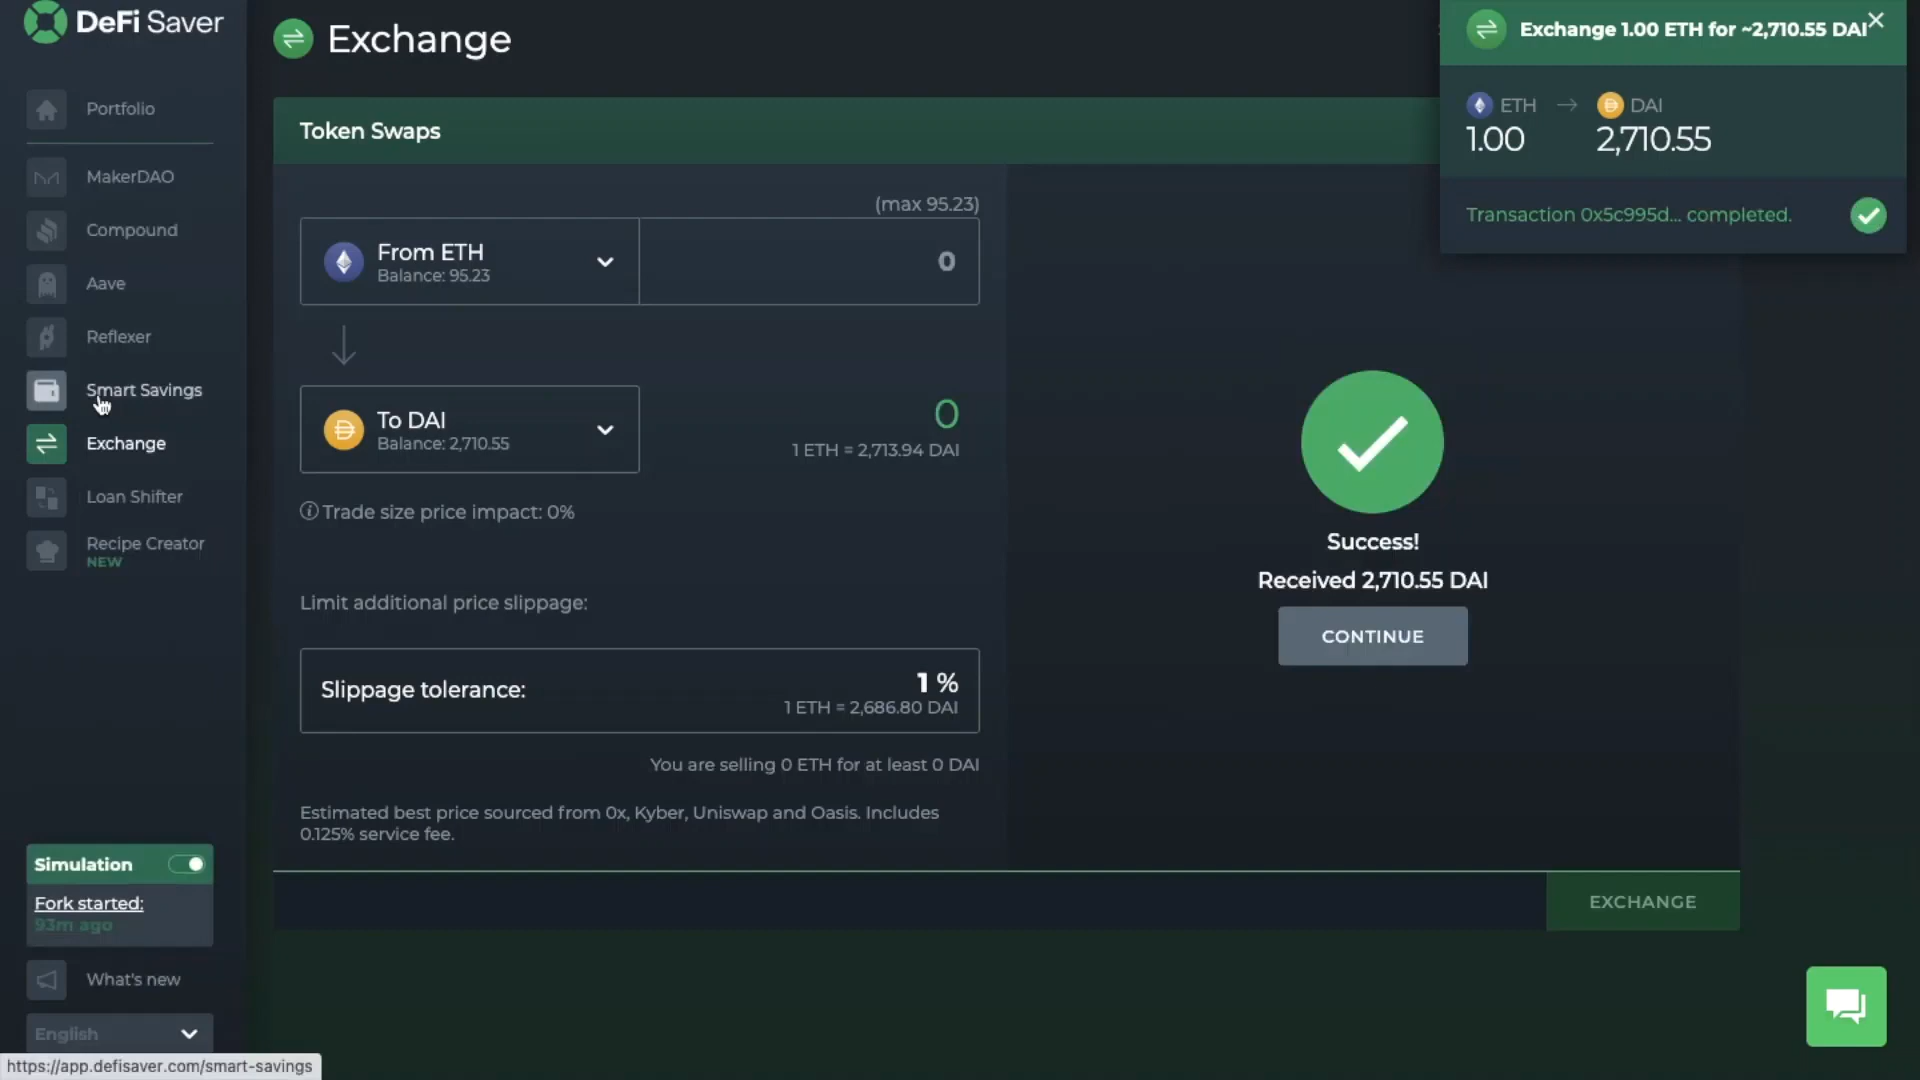 DeFi Saver
Portfolio
MakerDAO
Compound
Aave
Reflexer
Smart Savings
Exchange
Loan Shifter
Recipe Creator
NEW
Simulation
Fork started:
93m ago
What's new
English
https://app.defisaver.com/smart-savings
Exchange
Token Swaps
(max 95.23)
From ETH
Balance: 95.23
0
To DAI
Balance: 2,710.55
0
1 ETH = 2,713.94 DAI
Trade size price impact: 0%
Limit additional price slippage:
Slippage tolerance:
1 %
1 ETH = 2,686.80 DAI
You are selling 0 ETH for at least 0 DAI
Estimated best price sourced from 0x, Kyber, Uniswap and Oasis. Includes
0.125% service fee.
Success!
Received 2,710.55 DAI
CONTINUE
EXCHANGE
Exchange 1.00 ETH for ~2,710.55 DAI
ETH → DAI
1.00 2,710.55
Transaction 0x5c995d... completed.